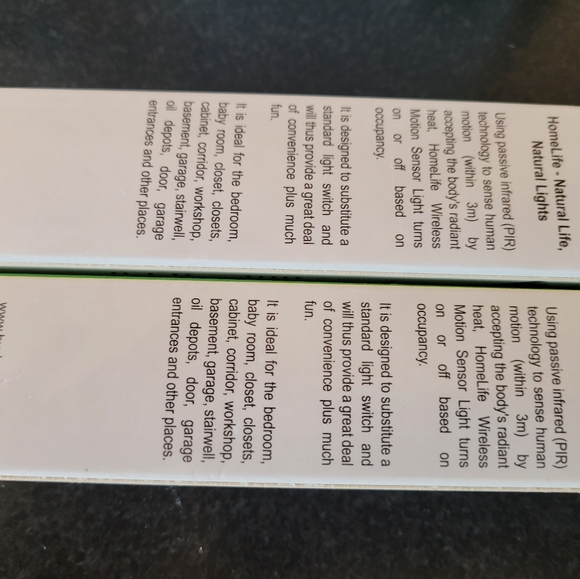 HomeLife - Natural Life,
Natural Lights
Using passive infrared (PIR)
technology to sense human
motion (within 3m) by
accepting the body's radiant
heat, HomeLife Wireless
Motion Sensor Light turns
on or off based on
occupancy.
It is designed to substitute a
standard light switch and
will thus provide a great deal
of convenience plus much
fun.
It is ideal for the bedroom,
baby room, closet, closets,
cabinet, corridor, workshop,
basement, garage, stairwell,
oil depots, door, garage
entrances and other places.
Using passive infrared (PIR)
technology to sense human
motion (within 3m) by
accepting the body's radiant
heat, HomeLife Wireless
Motion Sensor Light turns
on or off based on
occupancy.
It is designed to substitute a
standard light switch and
will thus provide a great deal
of convenience plus much
fun.
It is ideal for the bedroom,
baby room, closet, closets,
cabinet, corridor, workshop,
basement, garage, stairwell,
oil depots, door, garage
entrances and other places.